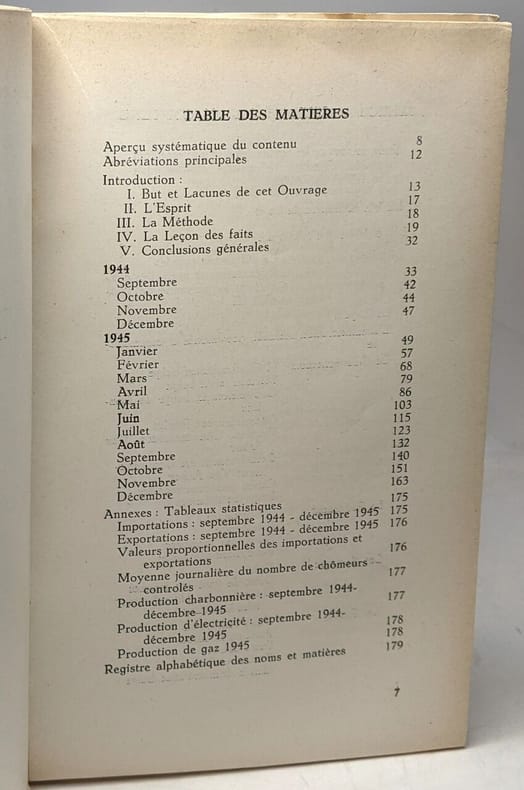 TABLE DES MATIERES
Aperçu systématique du contenu 8
Abréviations principales 12
Introduction :
I. But et Lacunes de cet Ouvrage 13
II. L'Esprit 17
III. La Méthode 18
IV. La Leçon des faits 19
V. Conclusions générales 32
1944
Septembre 33
Octobre 42
Novembre 44
Décembre 47
1945
Janvier 49
Février 57
Mars 68
Avril 79
Mai 86
Juin 103
Juillet 115
Août 123
Septembre 132
Octobre 140
Novembre 151
Décembre 163
Annexes : Tableaux statistiques 175
Importations : septembre 1944 - décembre 1945 175
Exportations : septembre 1944 - décembre 1945 176
Valeurs proportionnelles des importations et
exportations 176
Moyenne journalière du nombre de chômeurs
controlés 177
Production charbonnière : septembre 1944-
décembre 1945 177
Production d'électricité : septembre 1944-
décembre 1945 178
Production de gaz 1945 178
Registre alphabétique des noms et matières 179
7